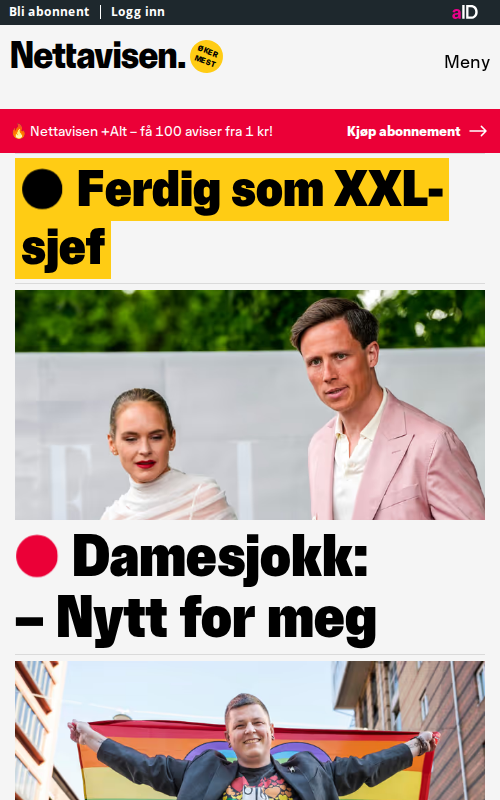 Bli abonnent | Logg inn
aID
Nettavisen.
ØKER
MEST
Meny
🔥 Nettavisen +Alt – få 100 aviser fra 1 kr!
Kjøp abonnement →
Ferdig som XXL-
sjef
Damesjokk:
– Nytt for meg